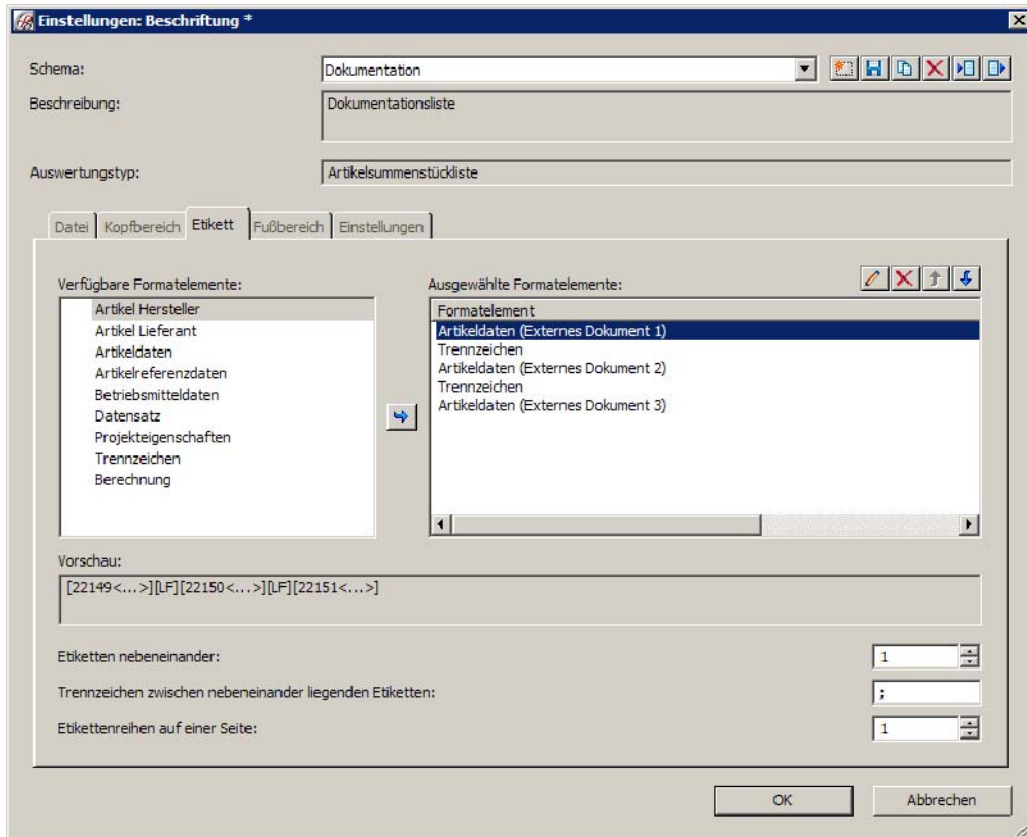 Einstellungen: Beschriftung *
Schema:
Dokumentation
Beschreibung:
Dokumentationsliste
Auswertungstyp:
Artikelsummenstückliste
Datei
Kopfbereich
Etikett
Fußbereich
Einstellungen
Verfügbare Formatelemente:
Artikel Hersteller
Artikel Lieferant
Artikeldaten
Artikelreferenzdaten
Betriebsmitteldaten
Datensatz
Projekteigenschaften
Trennzeichen
Berechnung
Ausgewählte Formatelemente:
Formatelement
Artikeldaten (Externes Dokument 1)
Trennzeichen
Artikeldaten (Externes Dokument 2)
Trennzeichen
Artikeldaten (Externes Dokument 3)
Vorschau:
[22149<...>][LF][22150<...>][LF][22151<...>]
Etiketten nebeneinander:
1
Trennzeichen zwischen nebeneinander liegenden Etiketten:
;
Etikettenreihen auf einer Seite:
1
OK
Abbrechen